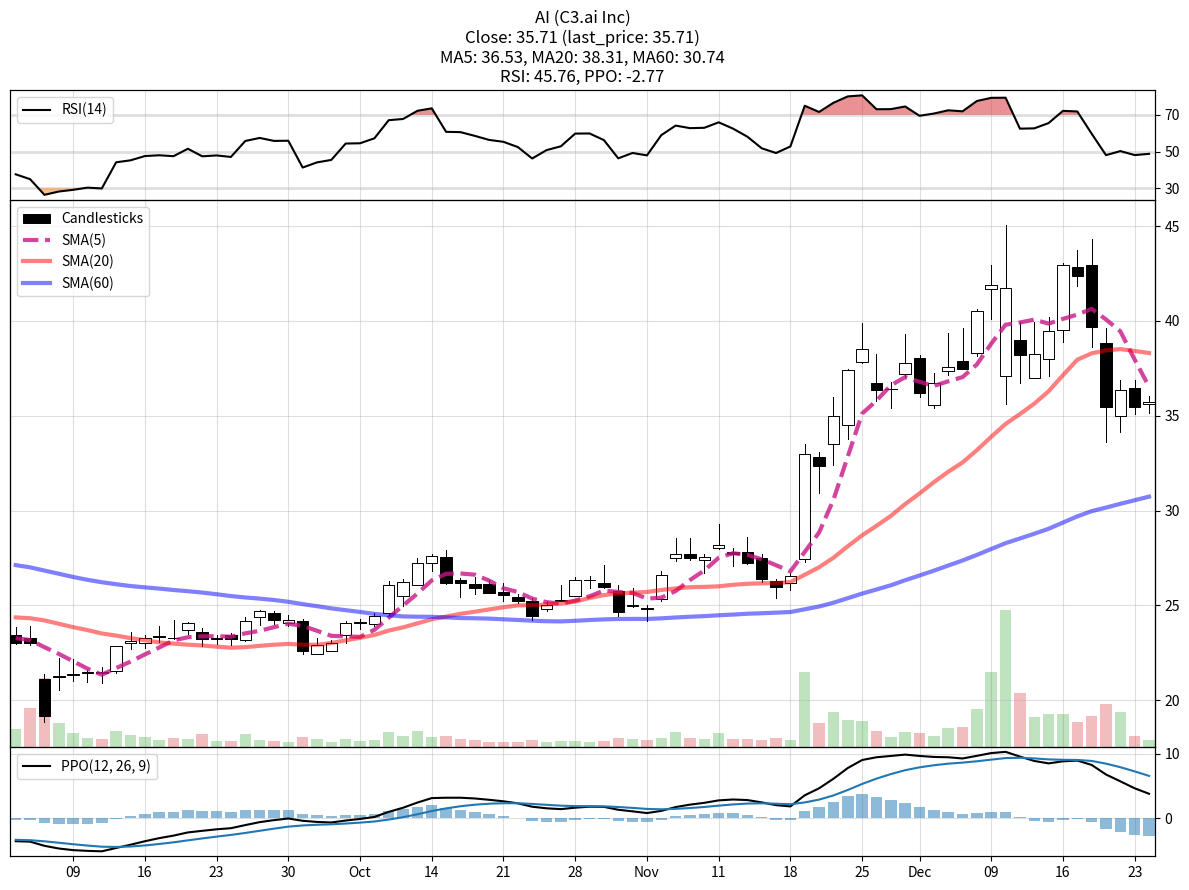 AI (C3.ai Inc)
Close: 35.71 (last_price: 35.71)
MA5: 36.53, MA20: 38.31, MA60: 30.74
RSI: 45.76, PPO: -2.77
RSI(14)
70
50
30
Candlesticks
SMA(5)
SMA(20)
SMA(60)
45
40
35
30
25
20
PPO(12, 26, 9)
10
0
09 16 23 30 Oct 14 21 28 Nov 11 18 25 Dec 09 16 23